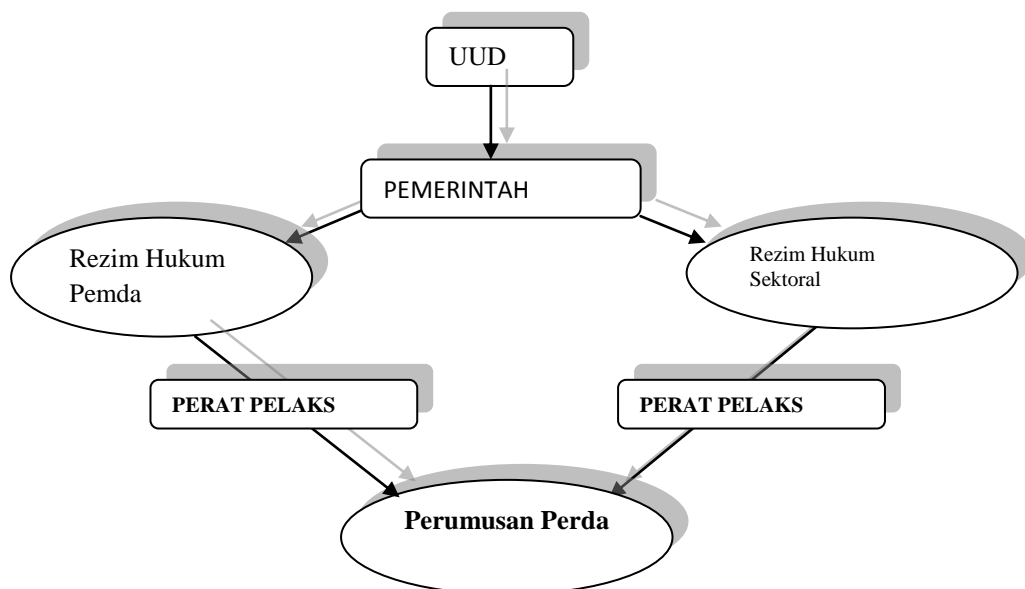 UUD
PEMERINTAH
Rezim Hukum
Pemda
Rezim Hukum
Sektoral
PERAT PELAKS
PERAT PELAKS
Perumusan Perda